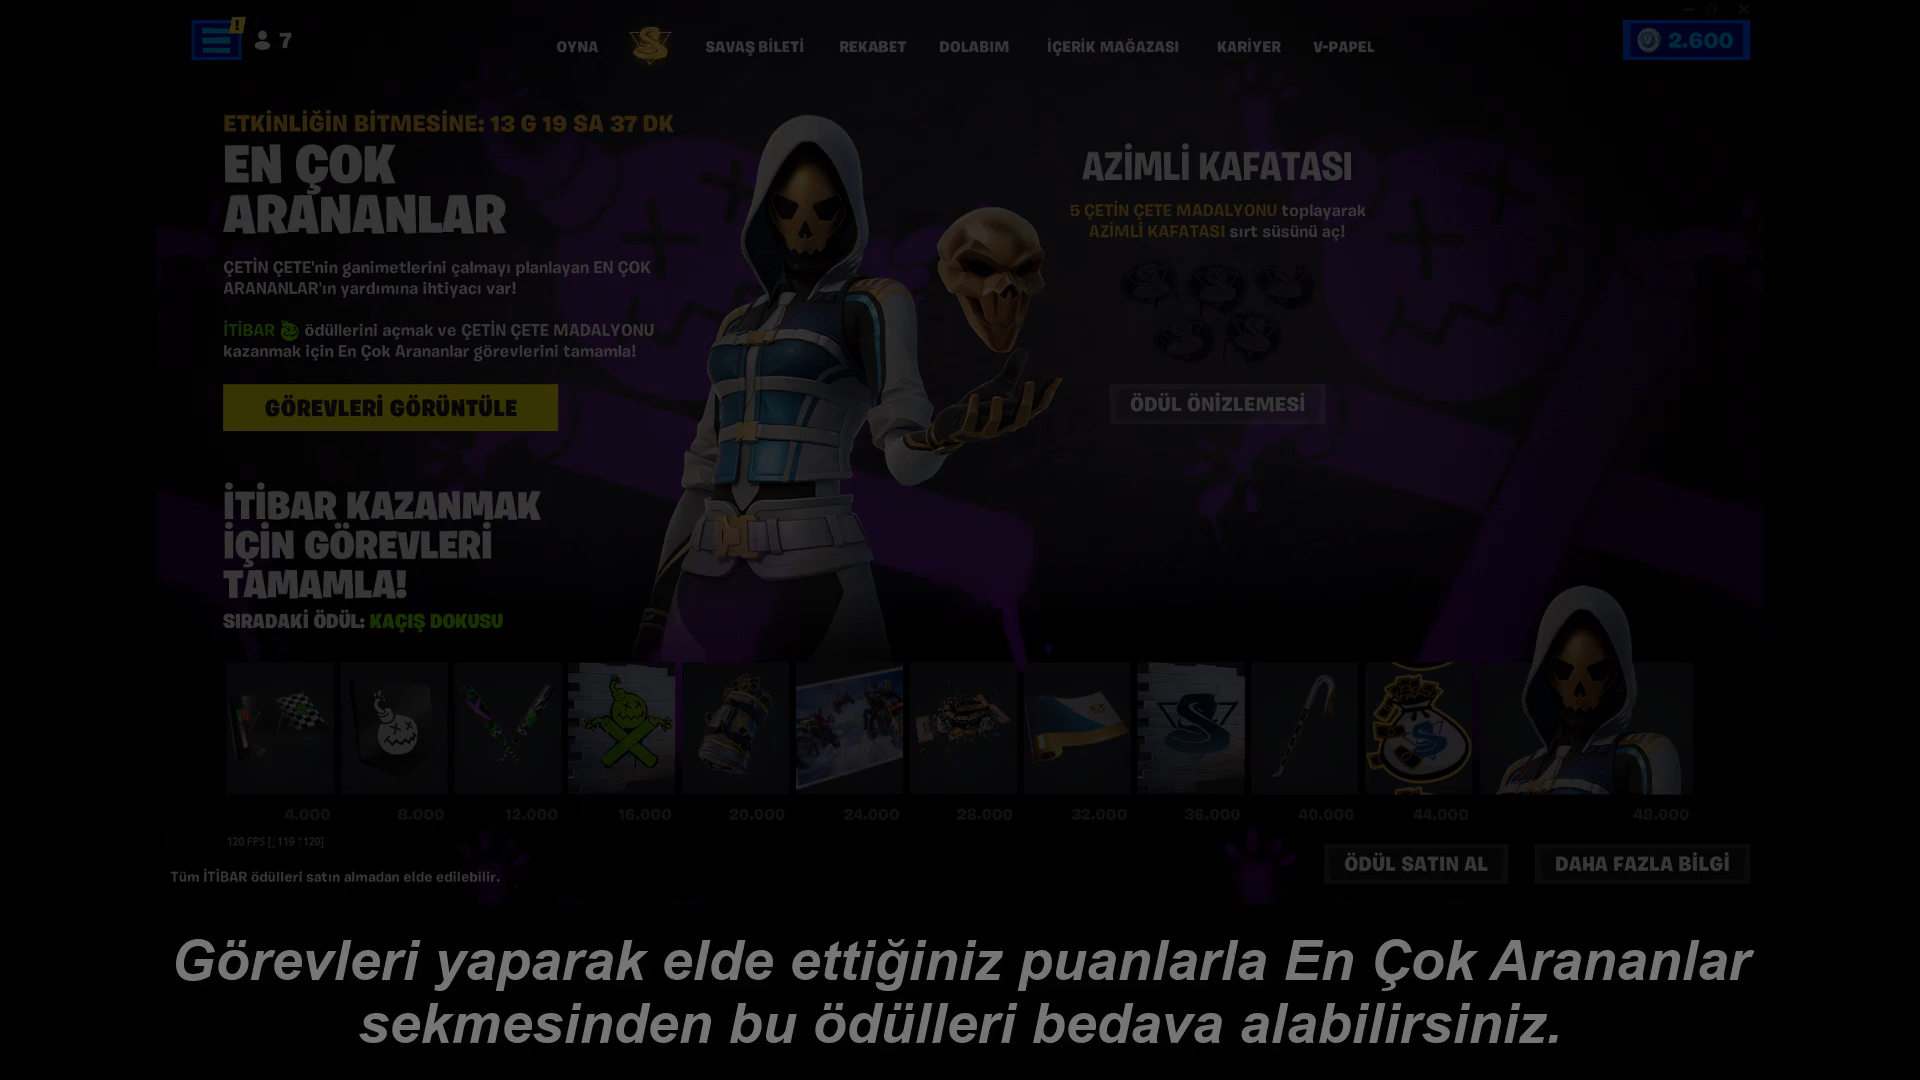 ! 7 OYNA SAVAŞ BİLETİ REKABET DOLABIM İÇERİK MAĞAZASI KARİYER V-PAPEL 2.600
ETKİNLİĞİN BİTMESİNE: 13 G 19 SA 37 DK
EN ÇOK
ARANANLAR
ÇETİN ÇETE'nin ganimetlerini çalmayı planlayan EN ÇOK
ARANANLAR'ın yardımına ihtiyacı var!
İTİBAR ödüllerini açmak ve ÇETİN ÇETE MADALYONU
kazanmak için En Çok Arananlar görevlerini tamamla!
GÖREVLERİ GÖRÜNTÜLE
AZİMLİ KAFATASI
5 ÇETİN ÇETE MADALYONU toplayarak
AZİMLİ KAFATASI sırt süsünü aç!
ÖDÜL ÖNİZLEMESİ
İTİBAR KAZANMAK
İÇİN GÖREVLERİ
TAMAMLA!
SIRADAKİ ÖDÜL: KAÇIŞ DOKUSU
4.000 8.000 12.000 16.000 20.000 24.000 28.000 32.000 36.000 40.000 44.000 48.000
120 FPS [↓119 ↑120]
Tüm İTİBAR ödülleri satın almadan elde edilebilir.
ÖDÜL SATIN AL DAHA FAZLA BİLGİ
Görevleri yaparak elde ettiğiniz puanlarla En Çok Arananlar
sekmesinden bu ödülleri bedava alabilirsiniz.